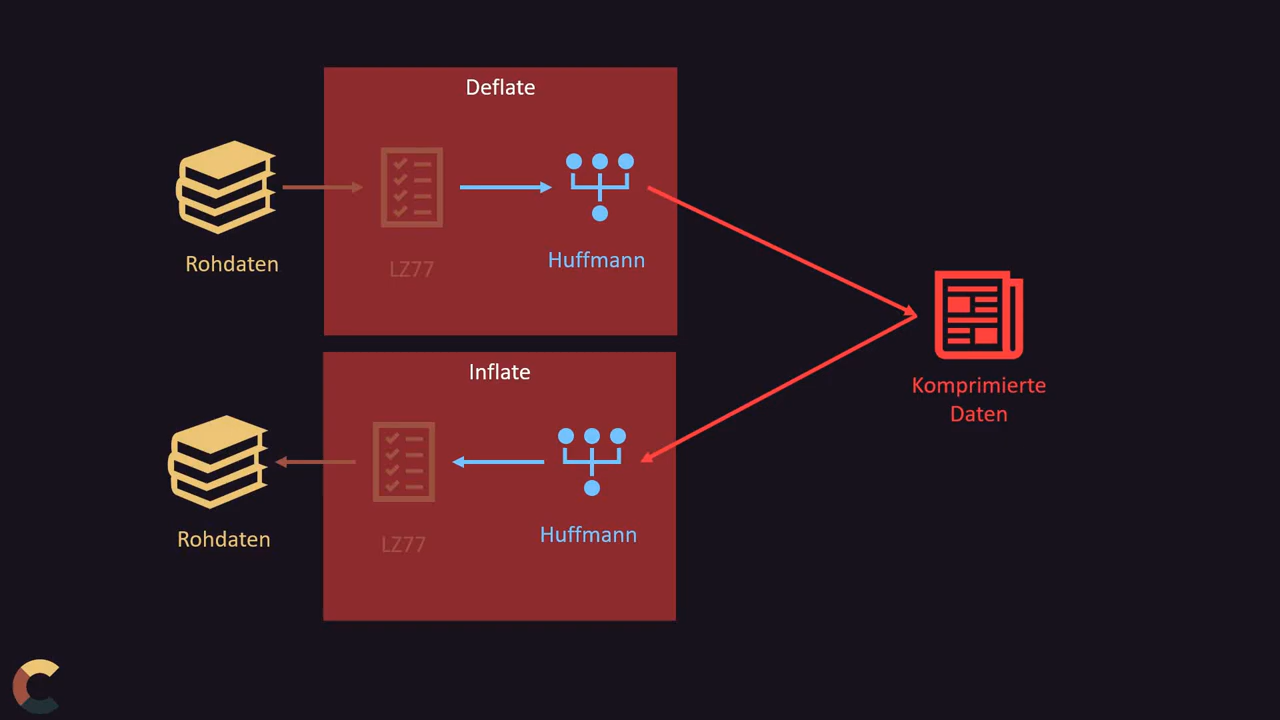 Deflate
Rohdaten
LZ77
Huffmann
Komprimierte
Daten
Inflate
Rohdaten
LZ77
Huffmann